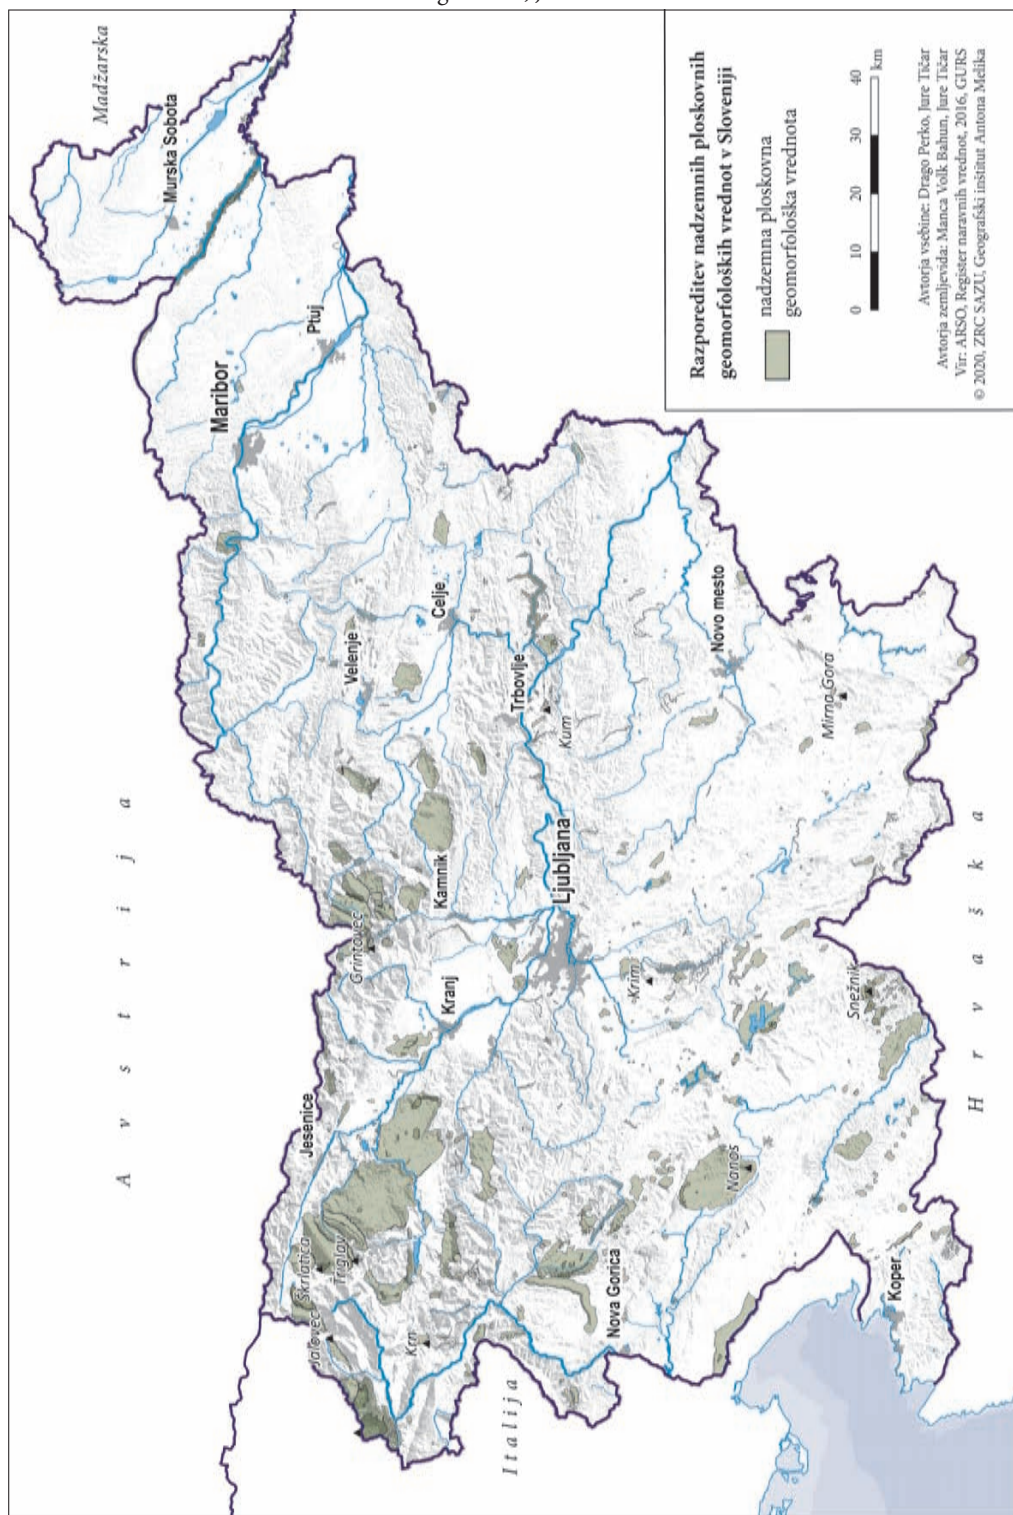 Madžarska
Murska Sobota
Maribor
Ptuj
A v s t r i j a
Velenje
Celje
Trbovlje
Kum
Novo mesto
Mirna Gora
Kamnik
Ljubljana
Grintovec
Kranj
Krim
Snežnik
H r v a š k a
Jesenice
Škrlatica
Triglav
Jalovec
Krn
Nanos
Nova Gorica
Koper
I t a l i j a
Razporeditev nadzemnih ploskovnih
geomorfoloških vrednot v Sloveniji
nadzemna ploskovna
geomorfološka vrednota
0 10 20 30 40
km
Avtorja vsebine: Drago Perko, Jure Tičar
Avtorja zemljevida: Manca Volk Bahun, Jure Tičar
Vir: ARSO, Register naravnih vrednot, 2016, GURS
© 2020, ZRC SAZU, Geografski inštitut Antona Melika